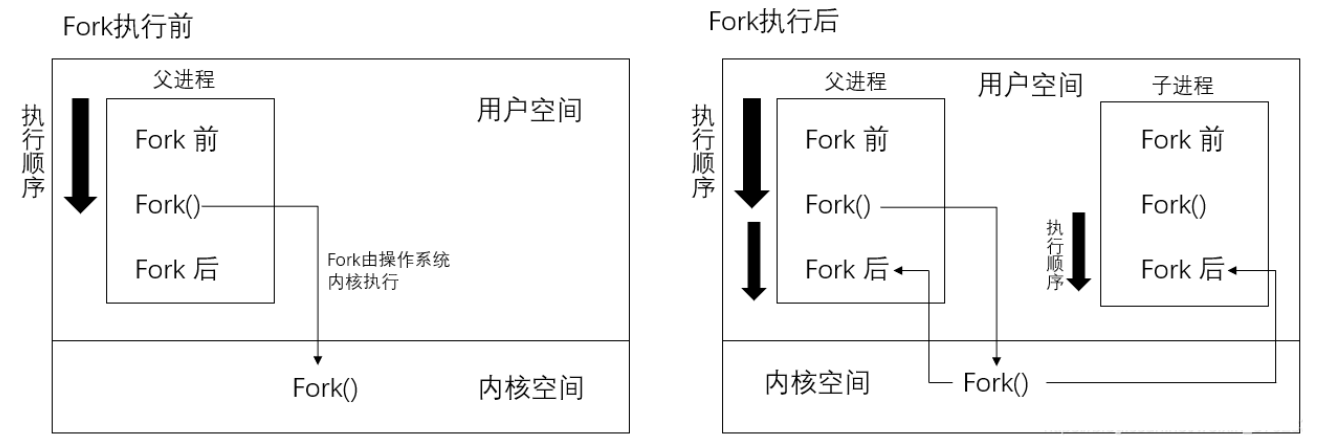 Fork执行前
父进程
执行顺序
用户空间
Fork 前
Fork()
Fork 后
Fork由操作系统
内核执行
Fork()
内核空间
Fork执行后
父进程
用户空间
子进程
执行顺序
Fork 前
Fork()
Fork 后
Fork 前
Fork()
Fork 后
执行顺序
内核空间
Fork()